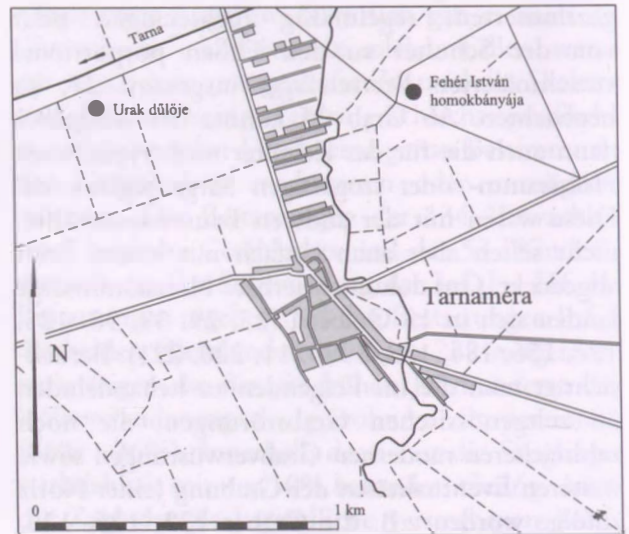 Tarna
Urak dűlője
Fehér István
homokbányája
Tarnaméra
N
0 1 km